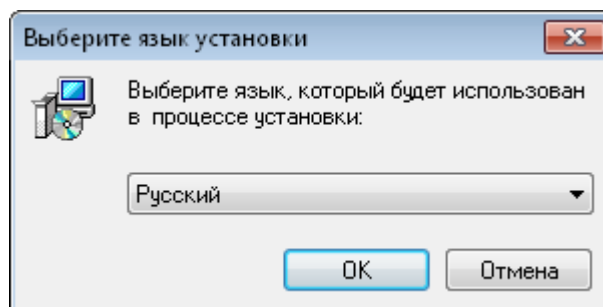 Выберите язык установки
Выберите язык, который будет использован
в процессе установки:
Русский
OK
Отмена